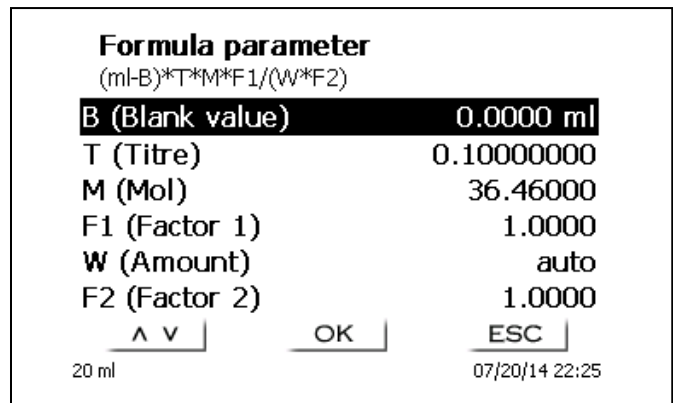 Formula parameter
(ml-B)*T*M*F1/(W*F2)
B (Blank value) 0.0000 ml
T (Titre) 0.10000000
M (Mol) 36.46000
F1 (Factor 1) 1.0000
W (Amount) auto
F2 (Factor 2) 1.0000
∧ ∨ OK ESC
20 ml 07/20/14 22:25